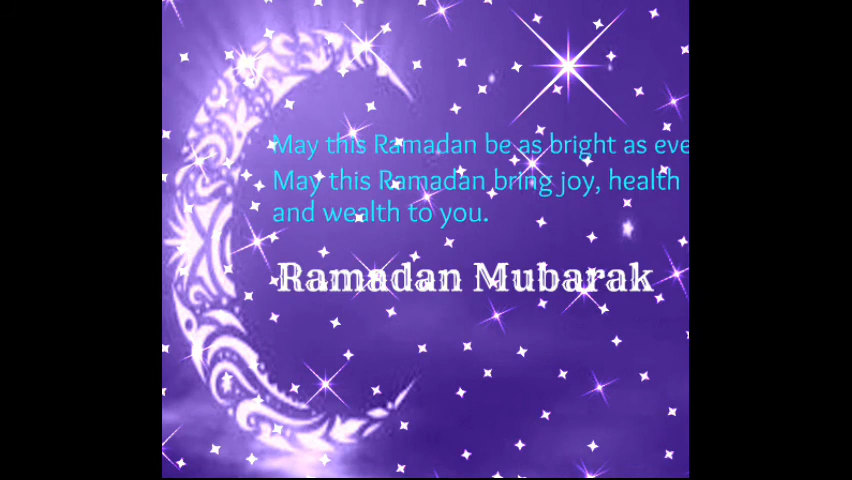 May this Ramadan be as bright as eve
May this Ramadan bring joy, health
and wealth to you.
Ramadan Mubarak